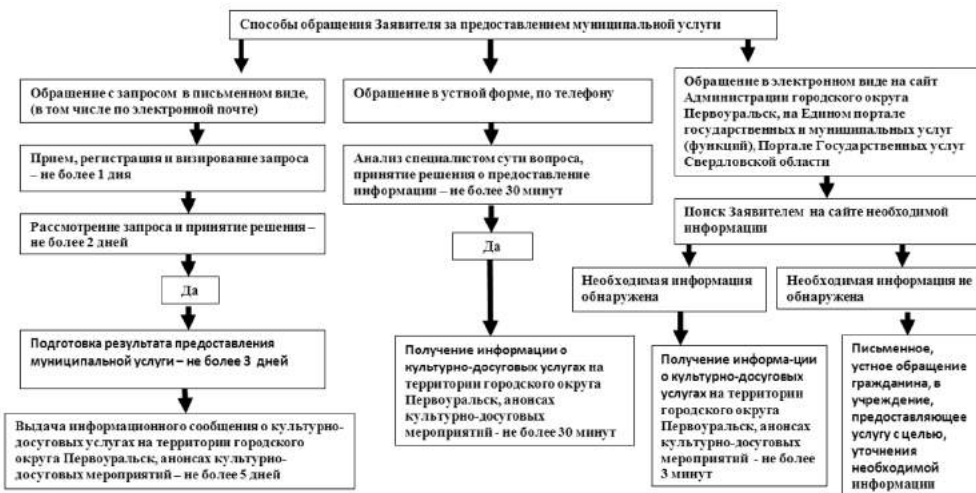 Способы обращения Заявителя за предоставлением муниципальной услуги
Обращение с запросом в письменном виде,
(в том числе по электронной почте)
Прием, регистрация и визирование запроса
– не более 1 дня
Рассмотрение запроса и принятие решения –
не более 2 дней
Да
Подготовка результата предоставления
муниципальной услуги – не более 3 дней
Выдача информационного сообщения о культурно-
досуговых услугах на территории городского
округа Первоуральск, анонсах культурно-
досуговых мероприятий – не более 5 дней
Обращение в устной форме, по телефону
Анализ специалистом сути вопроса,
принятие решения о предоставление
информации – не более 30 минут
Да
Получение информации о
культурно-досуговых услугах на
территории городского округа
Первоуральск, анонсах
культурно-досуговых
мероприятий - не более 30 минут
Обращение в электронном виде на сайт
Администрации городского округа
Первоуральск, на Едином портале
государственных и муниципальных услуг
(функций), Портале Государственных услуг
Свердловской области
Поиск Заявителем на сайте необходимой
информации
Необходимая информация
обнаружена
Получение информа-ции
о культурно-досуговых
услугах на территории
городского округа
Первоуральск, анонсах
культурно-досуговых
мероприятий - не более
3 минут
Необходимая информация не
обнаружена
Письменное,
устное обращение
гражданина, в
учреждение,
предоставляющее
услугу с целью,
уточнения
необходимой
информации